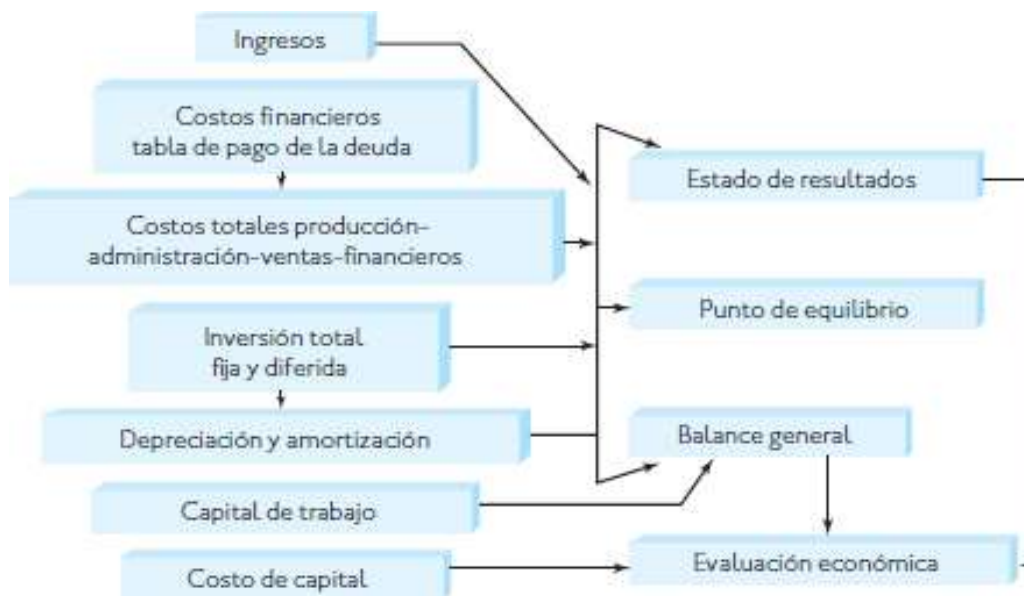 Ingresos
Costos financieros
tabla de pago de la deuda
Costos totales producción-
administración-ventas-financieros
Inversión total
fija y diferida
Depreciación y amortización
Capital de trabajo
Costo de capital
Estado de resultados
Punto de equilibrio
Balance general
Evaluación económica